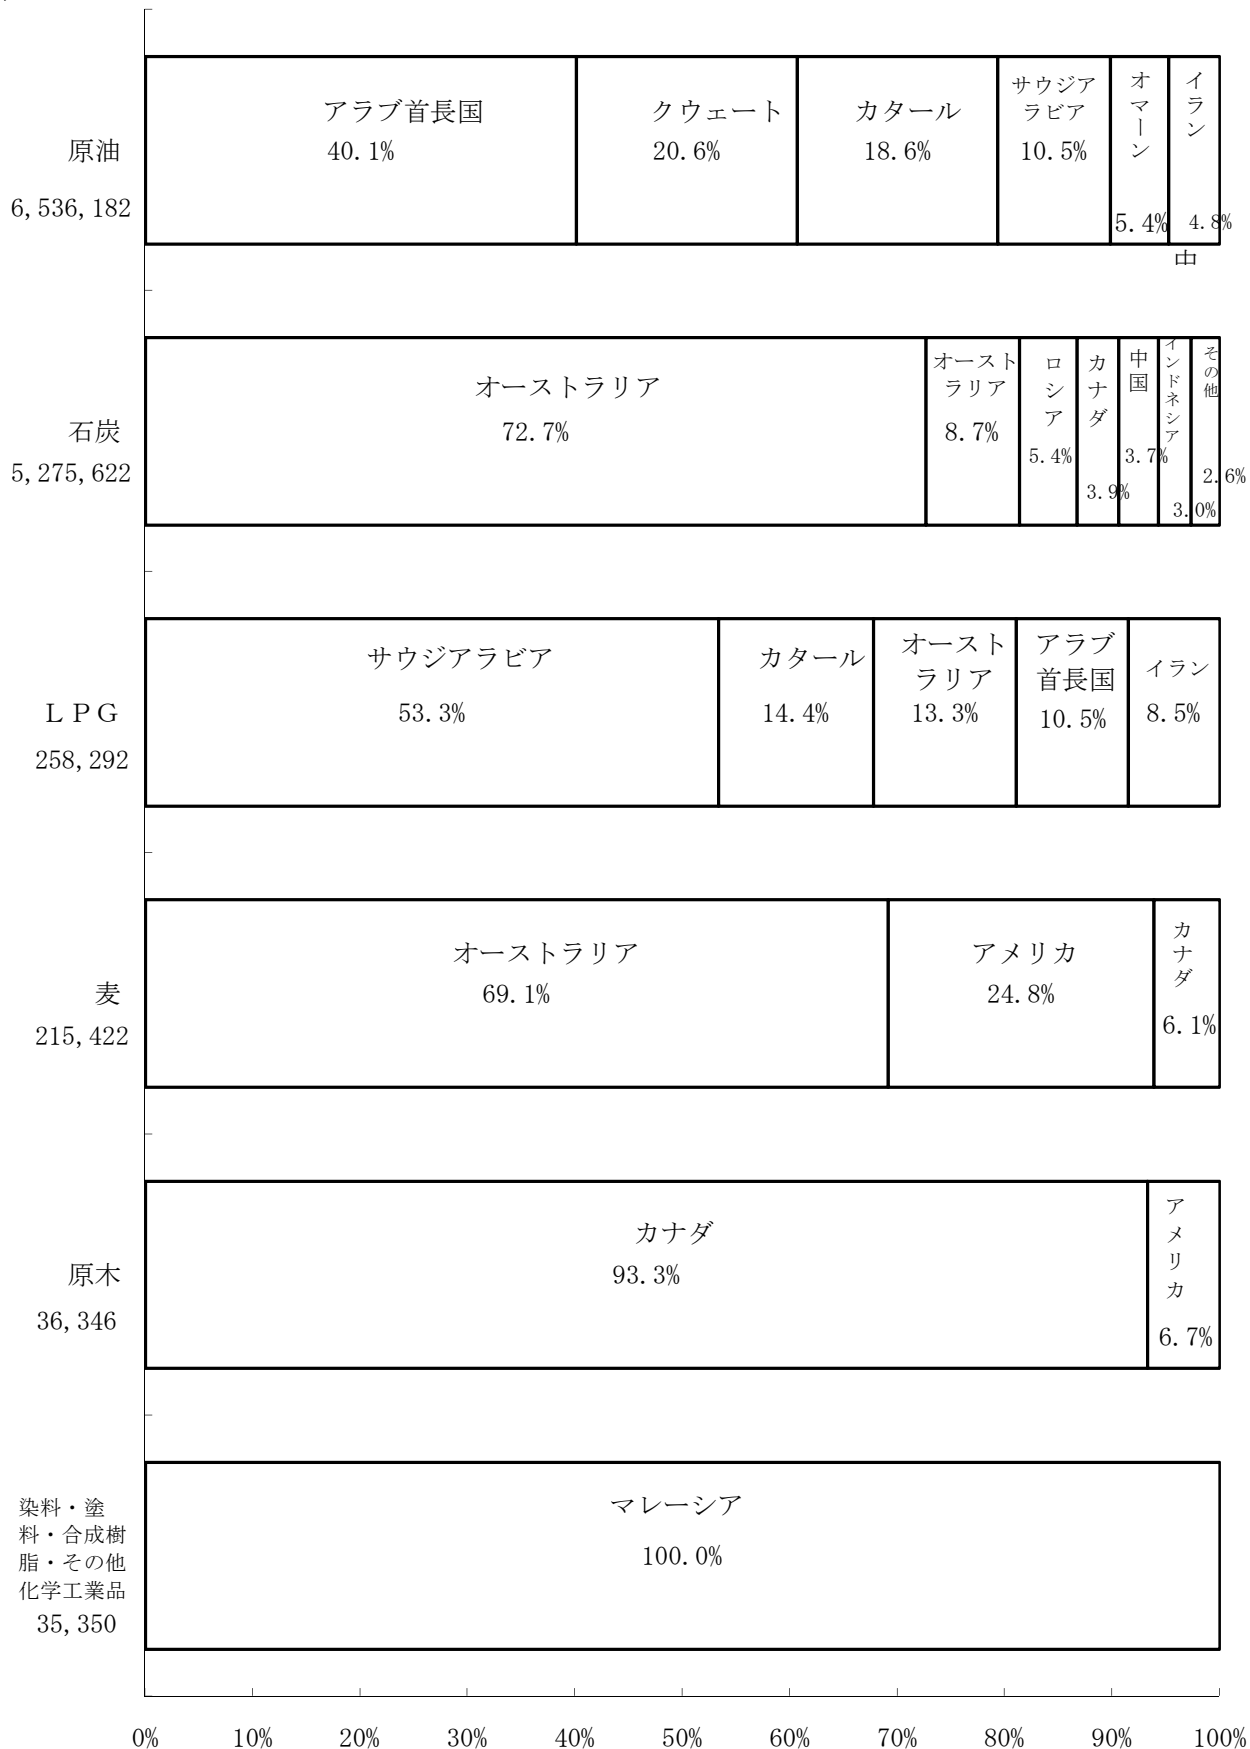 原油
6,536,182
アラブ首長国
40.1%
クウェート
20.6%
カタール
18.6%
サウジア
ラビア
10.5%
オマーン
5.4%
イラン
4.8%
中
石炭
5,275,622
オーストラリア
72.7%
オースト
ラリア
8.7%
ロシア
5.4%
カナダ
3.9%
中国
3.7%
インドネシア
3.0%
その他
2.6%
LPG
258,292
サウジアラビア
53.3%
カタール
14.4%
オースト
ラリア
13.3%
アラブ
首長国
10.5%
イラン
8.5%
麦
215,422
オーストラリア
69.1%
アメリカ
24.8%
カナダ
6.1%
原木
36,346
カナダ
93.3%
アメリカ
6.7%
染料・塗
料・合成樹
脂・その他
化学工業品
35,350
マレーシア
100.0%
0% 10% 20% 30% 40% 50% 60% 70% 80% 90% 100%